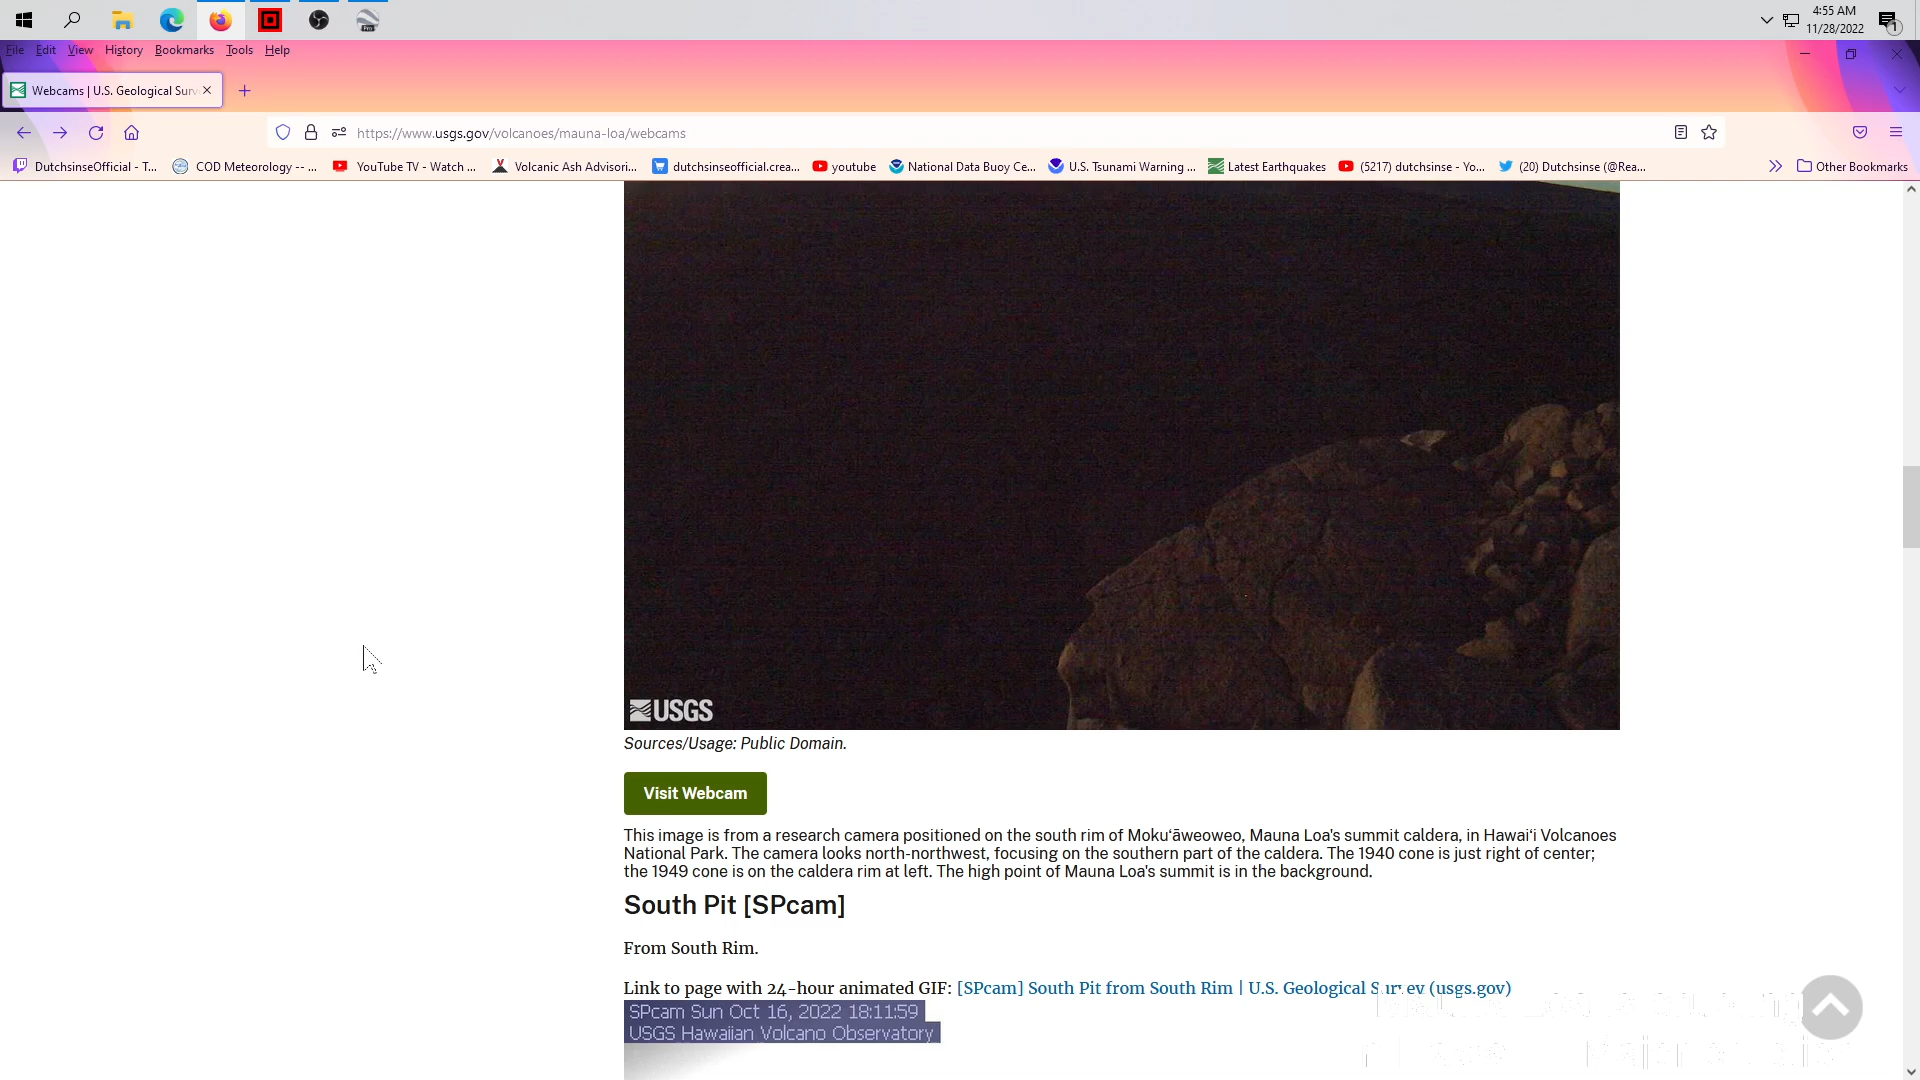 4:55 AM
11/28/2022
1
File Edit View History Bookmarks Tools Help
Webcams | U.S. Geological Surv
https://www.usgs.gov/volcanoes/mauna-loa/webcams
DutchsinseOfficial - T... COD Meteorology -- ... YouTube TV - Watch ... Volcanic Ash Advisori... dutchsinseofficial.crea... youtube National Data Buoy Ce... U.S. Tsunami Warning ... Latest Earthquakes (5217) dutchsinse - Yo... (20) Dutchsinse (@Rea... Other Bookmarks
USGS
Sources/Usage: Public Domain.
Visit Webcam
This image is from a research camera positioned on the south rim of Mokuʻāweoweo, Mauna Loa's summit caldera, in Hawaiʻi Volcanoes
National Park. The camera looks north-northwest, focusing on the southern part of the caldera. The 1940 cone is just right of center;
the 1949 cone is on the caldera rim at left. The high point of Mauna Loa's summit is in the background.
South Pit [SPcam]
From South Rim.
Link to page with 24-hour animated GIF: [SPcam] South Pit from South Rim | U.S. Geological Survey (usgs.gov)
SPcam Sun Oct 16, 2022 18:11:59
USGS Hawaiian Volcano Observatory